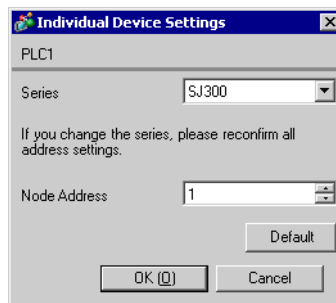 Individual Device Settings
PLC1
Series
SJ300
If you change the series, please reconfirm all
address settings.
Node Address
1
Default
OK (O)
Cancel